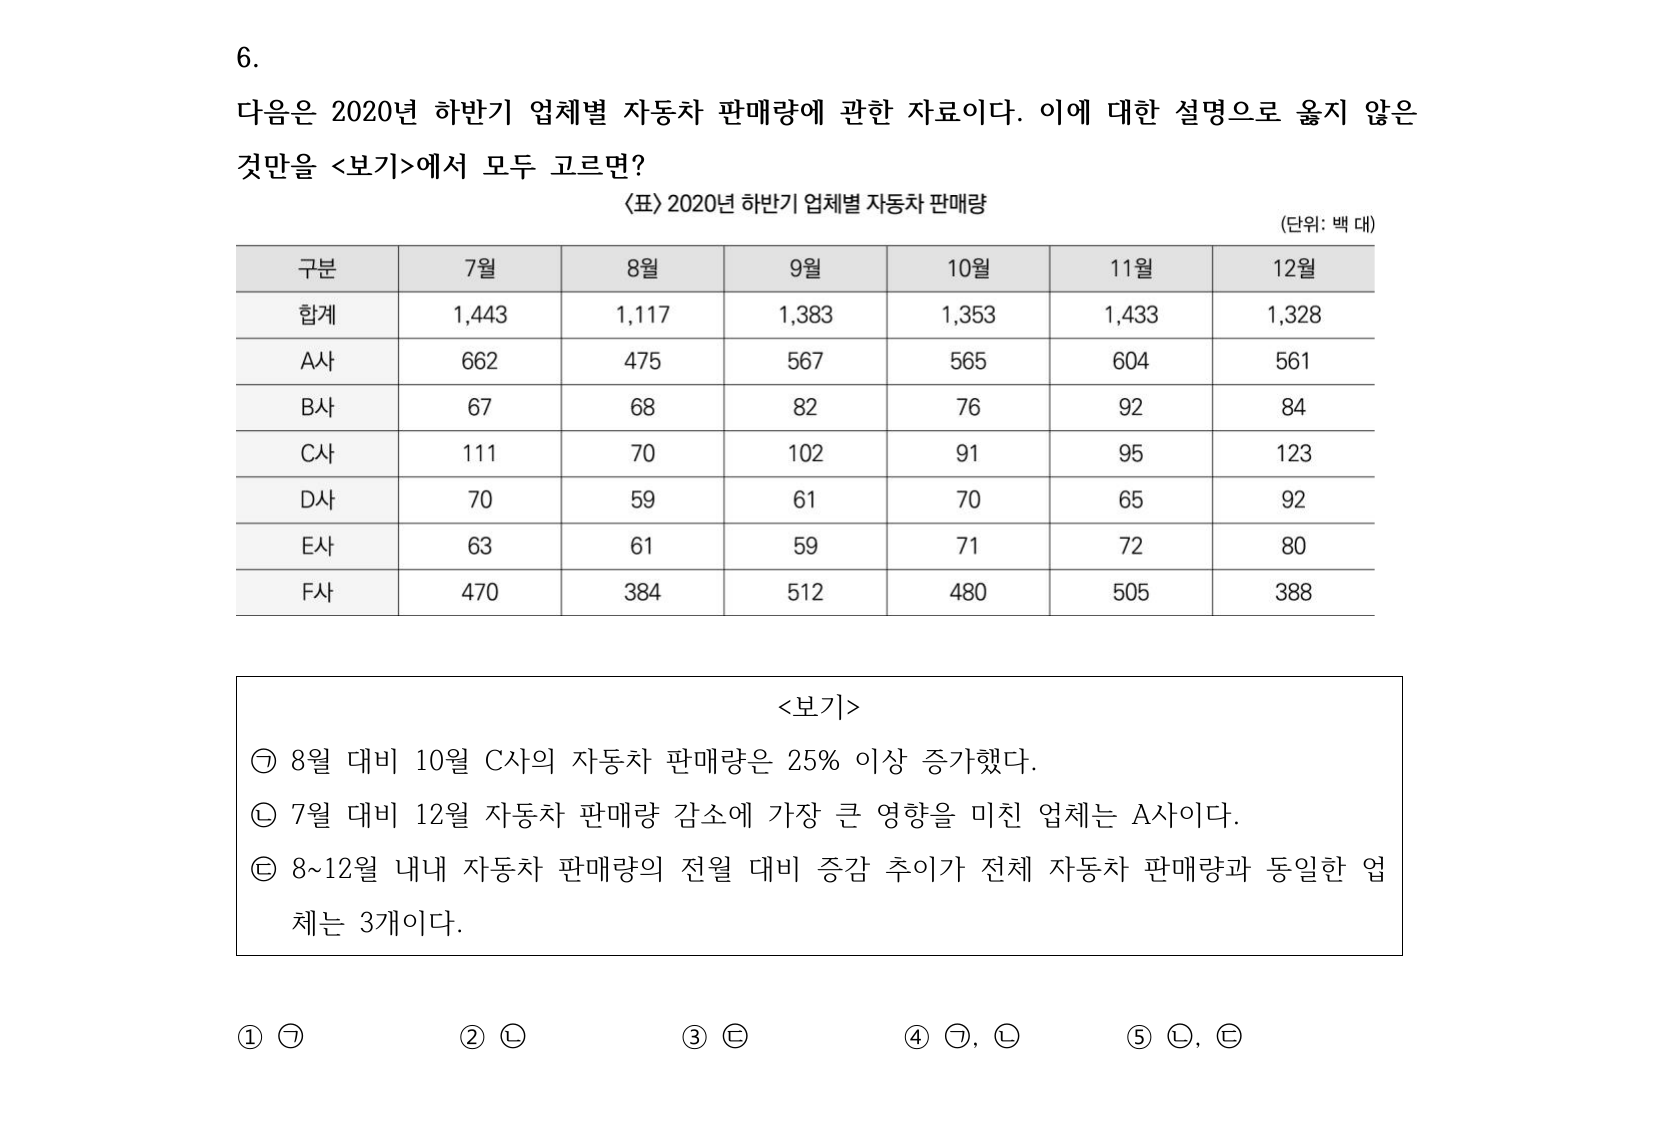 6.
다음은 2020년 하반기 업체별 자동차 판매량에 관한 자료이다. 이에 대한 설명으로 옳지 않은
것만을 <보기>에서 모두 고르면?
〈표〉 2020년 하반기 업체별 자동차 판매량
(단위: 백 대)
구분 7월 8월 9월 10월 11월 12월
합계 1,443 1,117 1,383 1,353 1,433 1,328
A사 662 475 567 565 604 561
B사 67 68 82 76 92 84
C사 111 70 102 91 95 123
D사 70 59 61 70 65 92
E사 63 61 59 71 72 80
F사 470 384 512 480 505 388
<보기>
㉠ 8월 대비 10월 C사의 자동차 판매량은 25% 이상 증가했다.
㉡ 7월 대비 12월 자동차 판매량 감소에 가장 큰 영향을 미친 업체는 A사이다.
㉢ 8~12월 내내 자동차 판매량의 전월 대비 증감 추이가 전체 자동차 판매량과 동일한 업
체는 3개이다.
① ㉠ ② ㉡ ③ ㉢ ④ ㉠, ㉡ ⑤ ㉡, ㉢